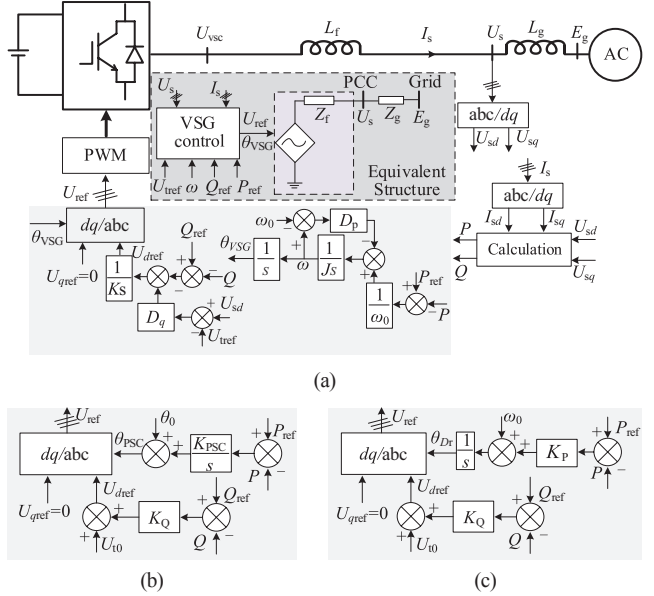 U_vsc
L_f
I_s
U_s
L_g
E_g
AC
U_s
I_s
VSG control
U_ref
θ_VSG
Z_f
PCC
U_s
Z_g
Grid
E_g
U_tref
ω
Q_ref
P_ref
Equivalent Structure
abc/dq
U_sd
U_sq
PWM
U_ref
I_s
abc/dq
I_sd
I_sq
Calculation
U_sd
U_sq
P
Q
dq/abc
θ_VSG
U_qref=0
1/Ks
U_dref
Q_ref
+
−
Q
−
D_q
+
U_sd
−
U_tref
θ_VSG
1/s
ω
ω_0
−
+
D_p
1/Js
−
+
1/ω_0
P_ref
+
−
P
(a)
U_ref
dq/abc
θ_PSC
θ_0
+
+
K_PSC/s
+
P_ref
P
−
U_qref=0
U_dref
+
K_Q
+
Q_ref
Q
−
+
U_t0
(b)
U_ref
dq/abc
θ_Dr
1/s
ω_0
+
+
K_P
+
P_ref
P
−
U_qref=0
U_dref
+
K_Q
+
Q_ref
Q
−
+
U_t0
(c)